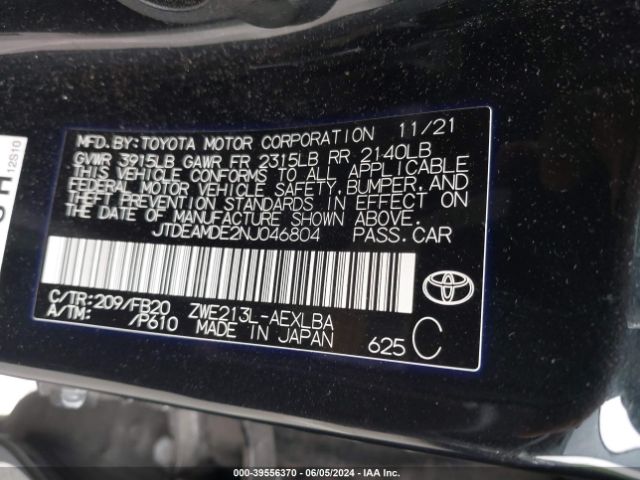 MFD. BY: TOYOTA MOTOR CORPORATION 11/21
GVWR 3915LB GAWR FR 2315LB RR 2140LB
THIS VEHICLE CONFORMS TO ALL APPLICABLE
FEDERAL MOTOR VEHICLE SAFETY, BUMPER, AND
THEFT PREVENTION STANDARDS IN EFFECT ON
THE DATE OF MANUFACTURE SHOWN ABOVE.
JTDEAMDE2NJ046804 PASS. CAR
C/TR: 209/FB20 ZWE213L-AEXLBA
A/TM: /P610 MADE IN JAPAN 625 C
12S10
000-39556370 - 06/05/2024 - IAA Inc.